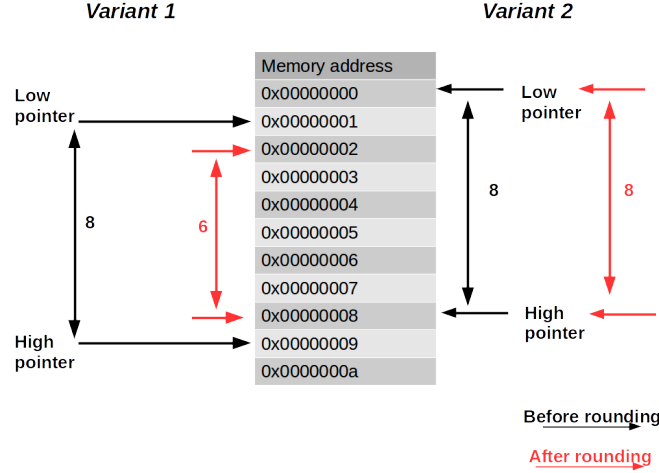 Variant 1
Variant 2
Memory address
0x00000000
0x00000001
0x00000002
0x00000003
0x00000004
0x00000005
0x00000006
0x00000007
0x00000008
0x00000009
0x0000000a
Low
pointer
8
6
High
pointer
Low
pointer
8
8
High
pointer
Before rounding
After rounding